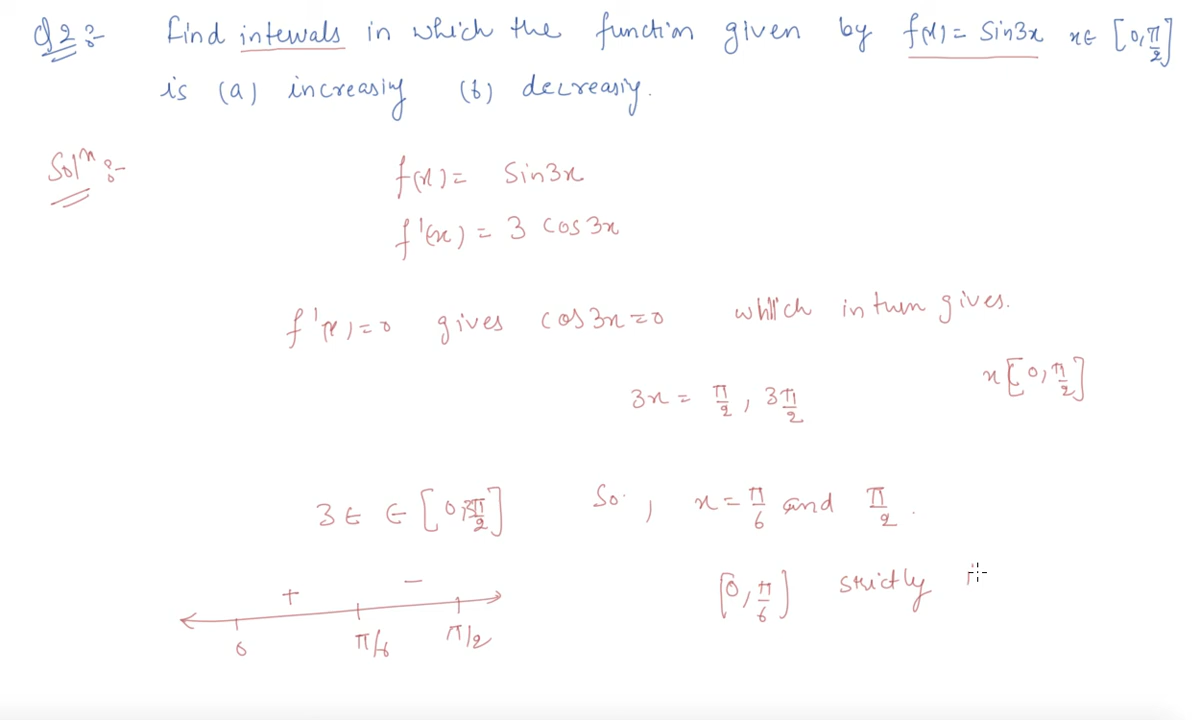 Q2:- Find intervals in which the function given by f(x) = Sin3x x∈ [0, π/2]
is (a) increasing (b) decreasing.
Solⁿ:-
f(x) = Sin3x
f'(x) = 3 Cos 3x
f'(x) = 0 gives cos3x = 0 which in turn gives.
x[0, π/2]
3x = π/2, 3π/2
3∈ ∈ [0, 3π/2] So, x = π/6 and π/2.
[0, π/6] strictly
+ −
0 π/6 π/2